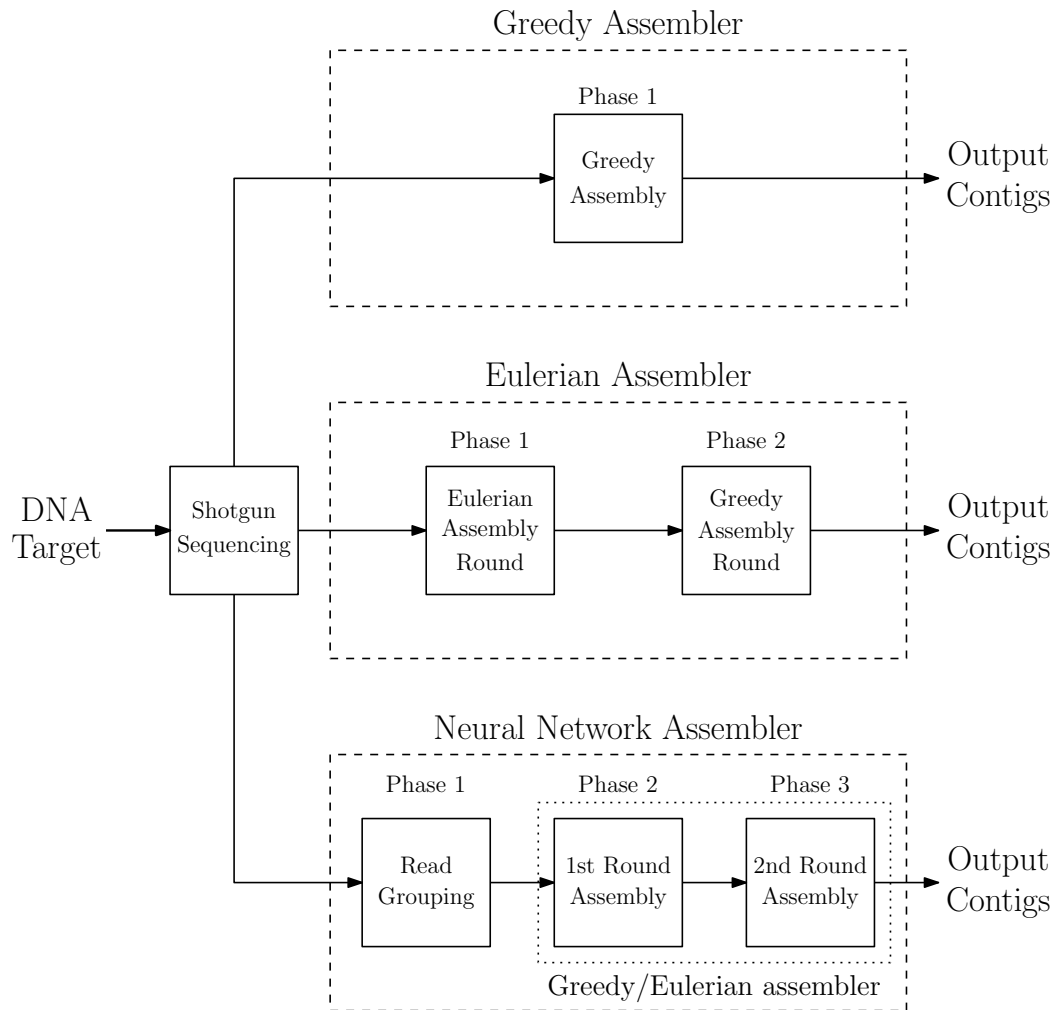 Greedy Assembler
Phase 1
Greedy
Assembly
Output
Contigs
Eulerian Assembler
Phase 1
Phase 2
DNA
Target
Shotgun
Sequencing
Eulerian
Assembly
Round
Greedy
Assembly
Round
Output
Contigs
Neural Network Assembler
Phase 1
Phase 2
Phase 3
Read
Grouping
1st Round
Assembly
2nd Round
Assembly
Output
Contigs
Greedy/Eulerian assembler